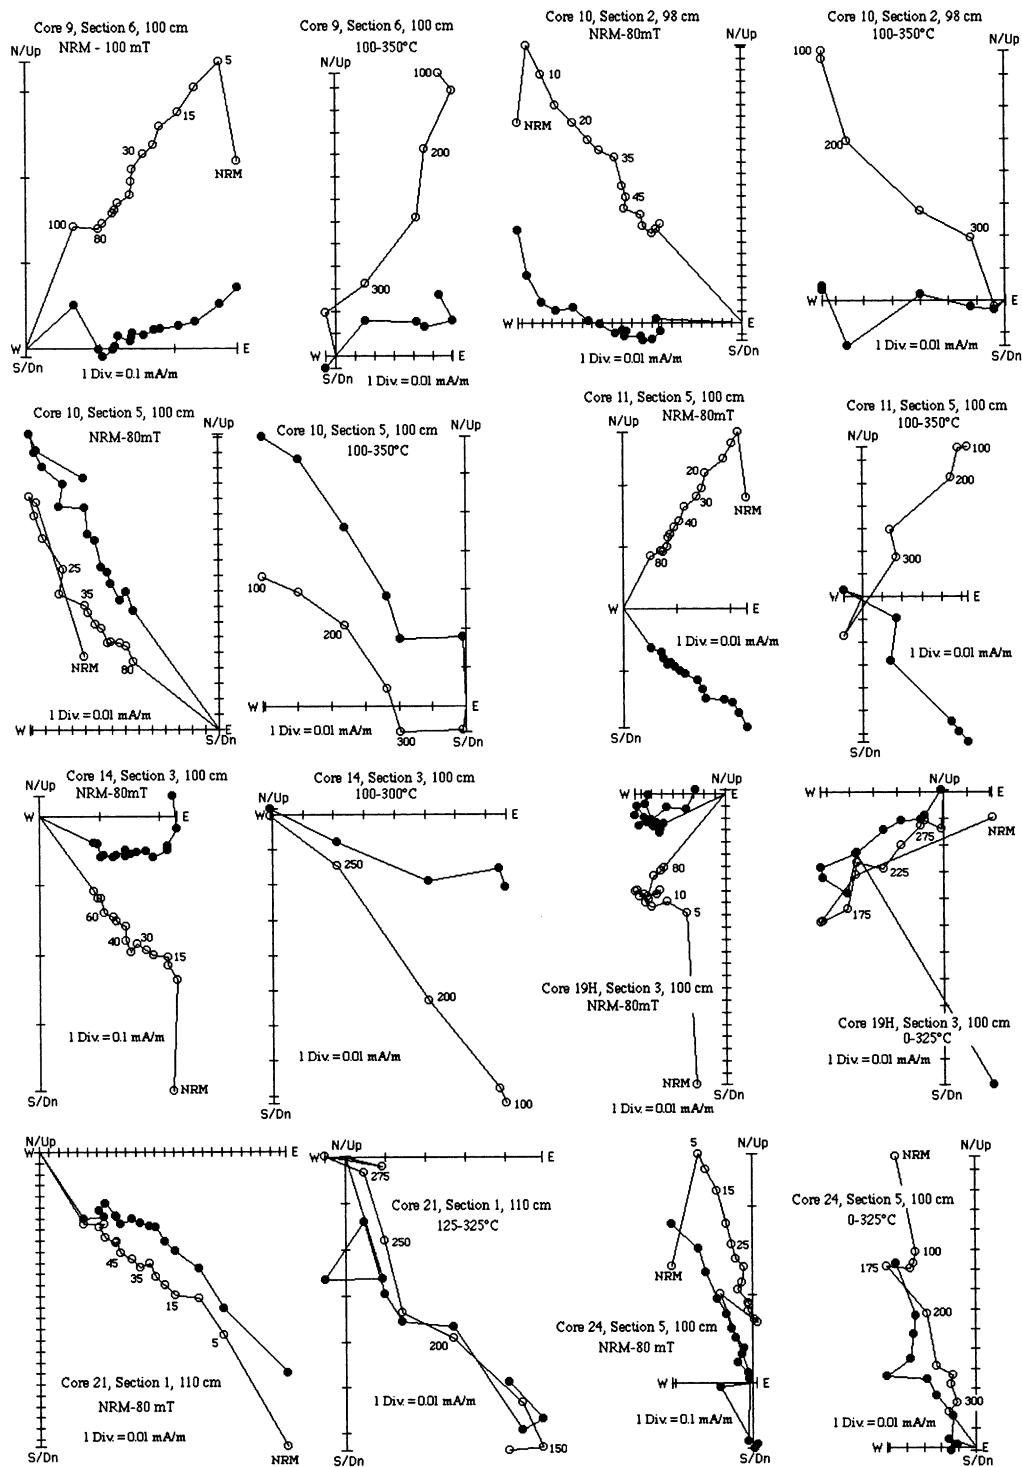 Core 9, Section 6, 100 cm
NRM - 100 mT
N/Up
5
15
30
NRM
100
80
W
E
S/Dn
1 Div. = 0.1 mA/m
Core 9, Section 6, 100 cm
100-350°C
N/Up
100
200
300
W
E
S/Dn
1 Div. = 0.01 mA/m
Core 10, Section 2, 98 cm
NRM-80mT
N/Up
10
NRM
20
35
45
W
E
S/Dn
1 Div. = 0.01 mA/m
Core 10, Section 2, 98 cm
100-350°C
N/Up
100
200
300
W
E
S/Dn
1 Div. = 0.01 mA/m
Core 10, Section 5, 100 cm
NRM-80mT
N/Up
25
35
NRM
80
1 Div. = 0.01 mA/m
W
E
S/Dn
Core 10, Section 5, 100 cm
100-350°C
N/Up
100
200
W
E
1 Div. = 0.01 mA/m
300
S/Dn
Core 11, Section 5, 100 cm
NRM-80mT
N/Up
20
30
NRM
40
80
W
E
1 Div. = 0.01 mA/m
S/Dn
Core 11, Section 5, 100 cm
100-350°C
N/Up
100
200
300
W
E
1 Div. = 0.01 mA/m
S/Dn
Core 14, Section 3, 100 cm
NRM-80mT
N/Up
W
E
60
40
30
15
1 Div. = 0.1 mA/m
NRM
S/Dn
Core 14, Section 3, 100 cm
100-300°C
N/Up
W
E
250
200
1 Div. = 0.01 mA/m
100
S/Dn
N/Up
W
E
80
10
5
Core 19H, Section 3, 100 cm
NRM-80mT
NRM
S/Dn
1 Div. = 0.01 mA/m
N/Up
W
E
NRM
275
225
175
Core 19H, Section 3, 100 cm
0-325°C
1 Div. = 0.01 mA/m
S/Dn
N/Up
W
E
45
35
15
5
Core 21, Section 1, 110 cm
NRM-80 mT
1 Div. = 0.01 mA/m
NRM
S/Dn
N/Up
W
E
275
Core 21, Section 1, 110 cm
125-325°C
250
200
1 Div. = 0.01 mA/m
150
S/Dn
N/Up
5
15
25
NRM
Core 24, Section 5, 100 cm
NRM-80 mT
W
E
1 Div. = 0.1 mA/m
S/Dn
N/Up
NRM
Core 24, Section 5, 100 cm
0-325°C
100
175
200
300
1 Div. = 0.01 mA/m
W
E
S/Dn